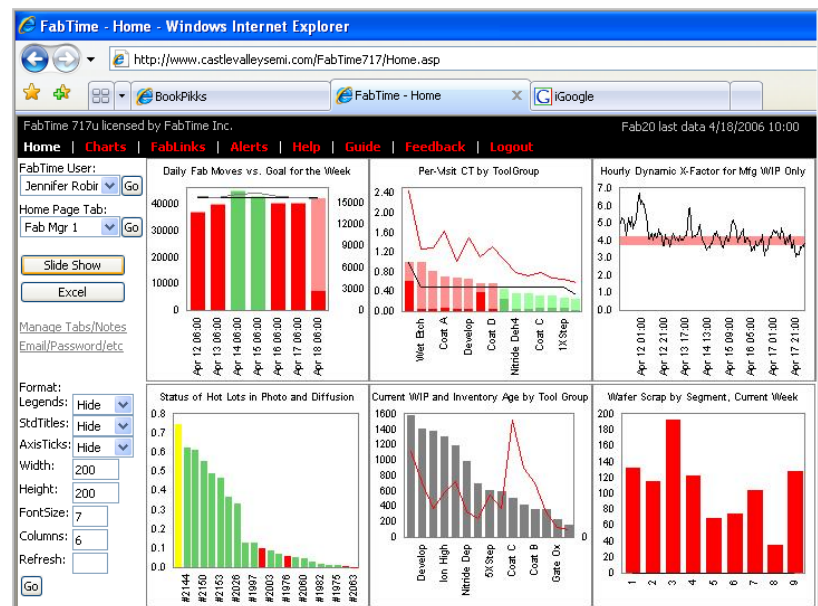 FabTime - Home - Windows Internet Explorer
http://www.castlevalleysemi.com/FabTime717/Home.asp
BookPikks
FabTime - Home
X
iGoogle
FabTime 717u licensed by FabTime Inc.
Fab20 last data 4/18/2006 10:00
Home | Charts | FabLinks | Alerts | Help | Guide | Feedback | Logout
FabTime User:
Jennifer Robir
Go
Home Page Tab:
Fab Mgr 1
Go
Slide Show
Excel
Manage Tabs/Notes
Email/Password/etc
Format:
Legends: Hide
StdTitles: Hide
AxisTicks: Hide
Width: 200
Height: 200
FontSize: 7
Columns: 6
Refresh:
Go
Daily Fab Moves vs. Goal for the Week
40000
30000
20000
10000
0
15000
12000
9000
6000
3000
0
Apr 12 06:00
Apr 13 06:00
Apr 14 06:00
Apr 15 06:00
Apr 16 06:00
Apr 17 06:00
Apr 18 06:00
Per-Visit CT by ToolGroup
2.40
2.00
1.60
1.20
0.80
0.40
0.00
Wet Etch
Coat A
Develop
Coat D
Nitride Deh4
Coat C
1X Step
Hourly Dynamic X-Factor for Mfg WIP Only
7.0
6.0
5.0
4.0
3.0
2.0
1.0
0.0
Apr 12 01:00
Apr 12 21:00
Apr 13 17:00
Apr 14 13:00
Apr 15 09:00
Apr 16 05:00
Apr 17 01:00
Apr 17 21:00
Status of Hot Lots in Photo and Diffusion
0.8
0.7
0.6
0.5
0.4
0.3
0.2
0.1
0.0
#2144
#2150
#2153
#2026
#1997
#2003
#1976
#2060
#1982
#1975
#2063
Current WIP and Inventory Age by Tool Group
1600
1400
1200
1000
800
600
400
200
0
0
Develop
Ion High
Nitride Dep
5X Step
Coat C
Coat B
Gate Ox
Wafer Scrap by Segment, Current Week
200
180
160
140
120
100
80
60
40
20
0
1
2
3
4
5
6
7
8
9